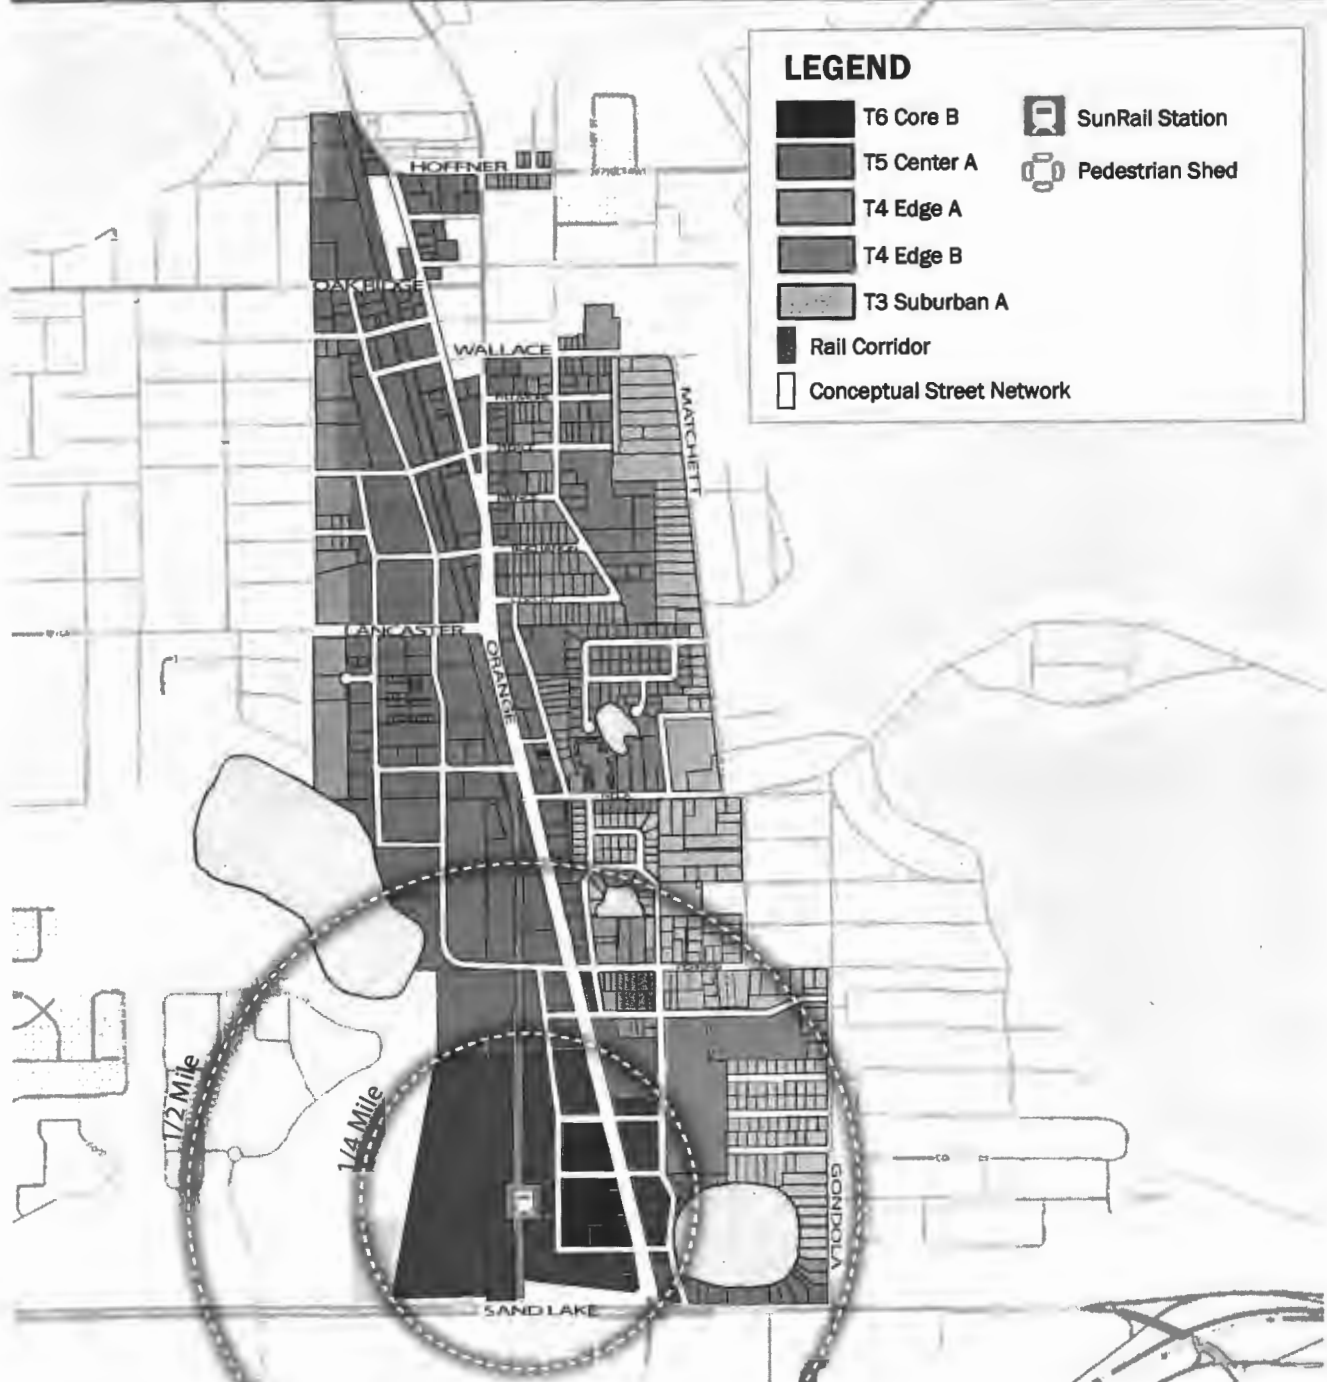 LEGEND
T6 Core B
T5 Center A
T4 Edge A
T4 Edge B
T3 Suburban A
Rail Corridor
Conceptual Street Network
SunRail Station
Pedestrian Shed
HOFFNER
OAKRIDGE
WALLACE
MATCHETT
LANCASTER
ORANGE
1/2 Mile
1/4 Mile
GONDOLA
SAND LAKE